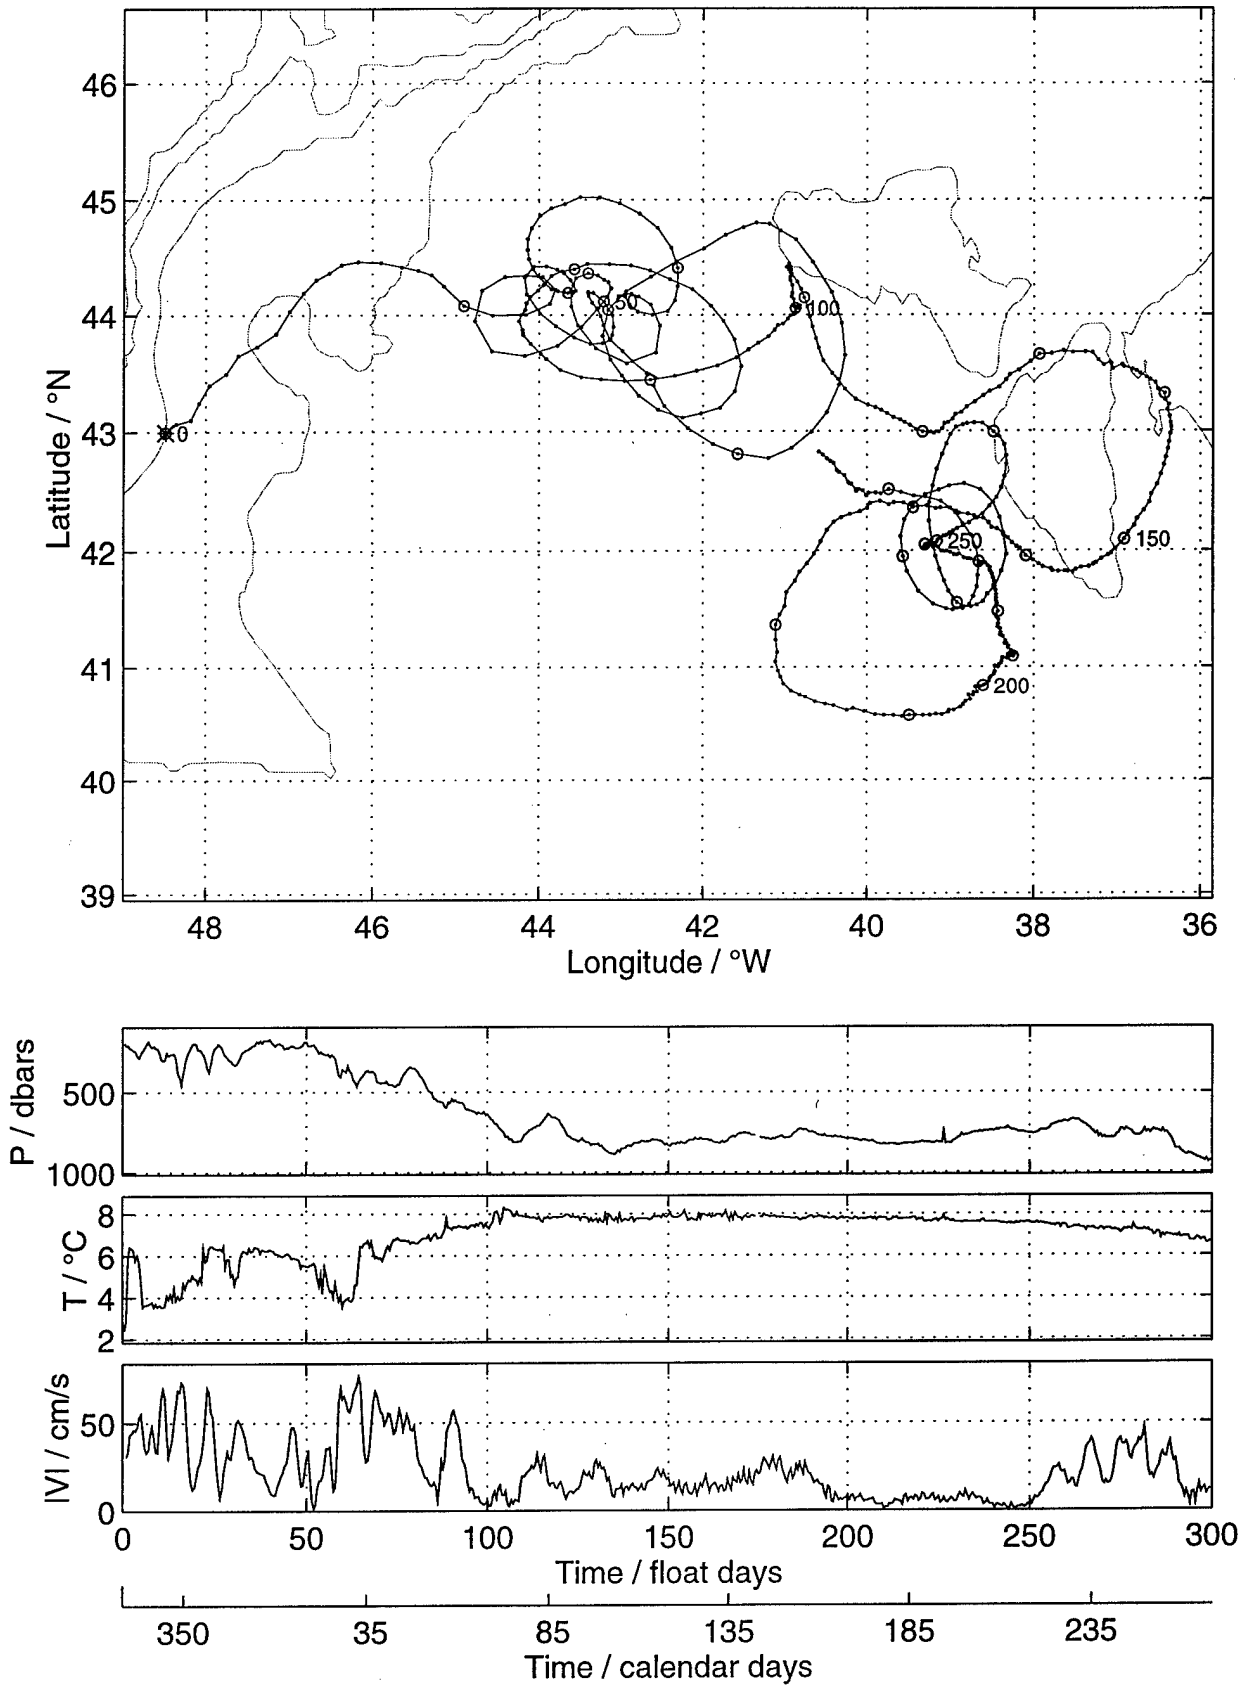 46
45
44
43
42
41
40
39
Latitude / °N
0
50
100
150
200
250
48 46 44 42 40 38 36
Longitude / °W
P / dbars
500
1000
T / °C
8
6
4
2
|V| / cm/s
50
0
0 50 100 150 200 250 300
Time / float days
350 35 85 135 185 235
Time / calendar days